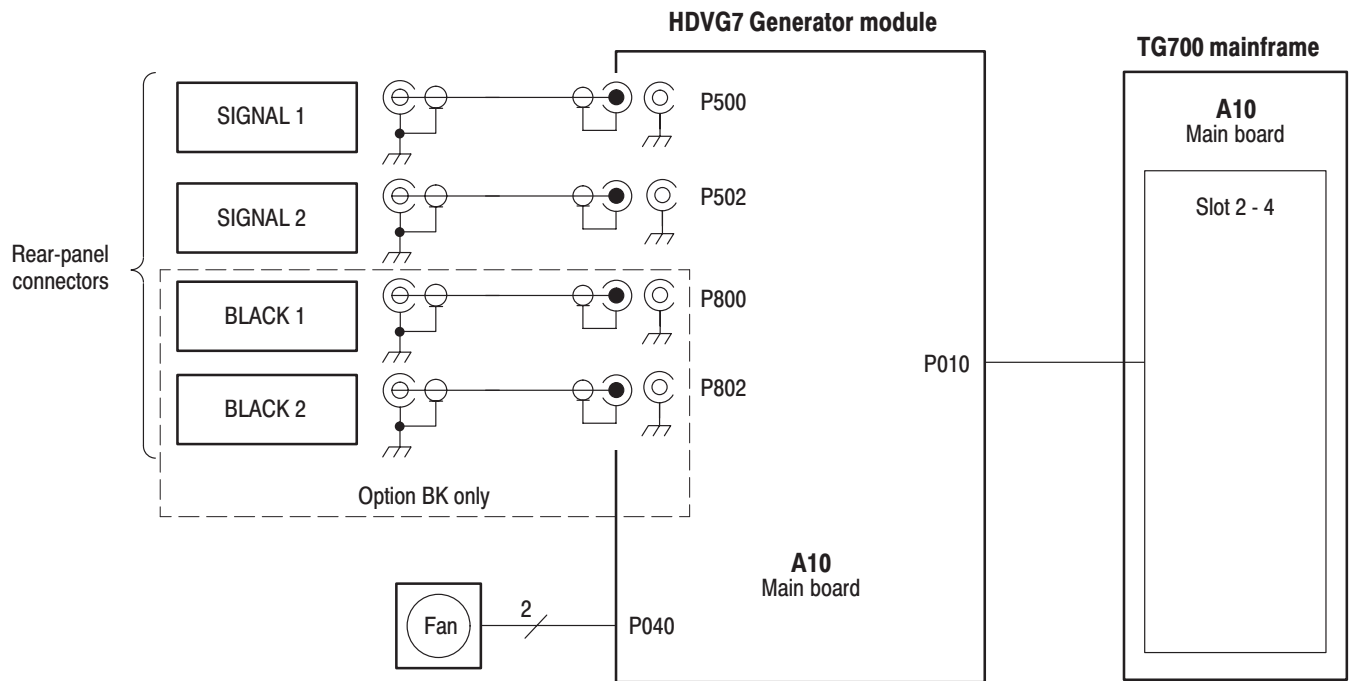 HDVG7 Generator module
TG700 mainframe
SIGNAL 1
P500
A10
Main board
SIGNAL 2
P502
Slot 2 - 4
Rear-panel
connectors
BLACK 1
P800
P010
BLACK 2
P802
Option BK only
A10
Main board
Fan
2
P040